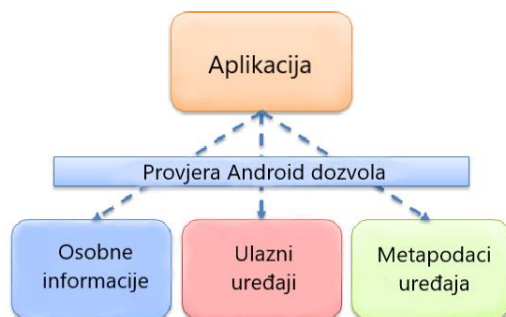 Aplikacija
Provjera Android dozvola
Osobne
informacije
Ulazni
uređaji
Metapodaci
uređaja